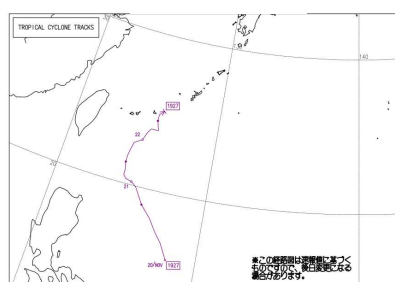 TROPICAL CYCLONE TRACKS
140
1927
22
20
21
20/NOV 1927
※この経路図は速報値に基づく
ものですので、後日変更になる
場合があります。